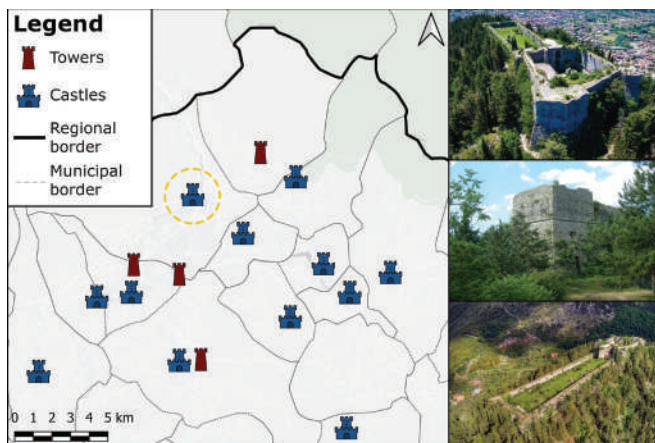 Legend
Towers
Castles
Regional
border
Municipal
border
0 1 2 3 4 5 km